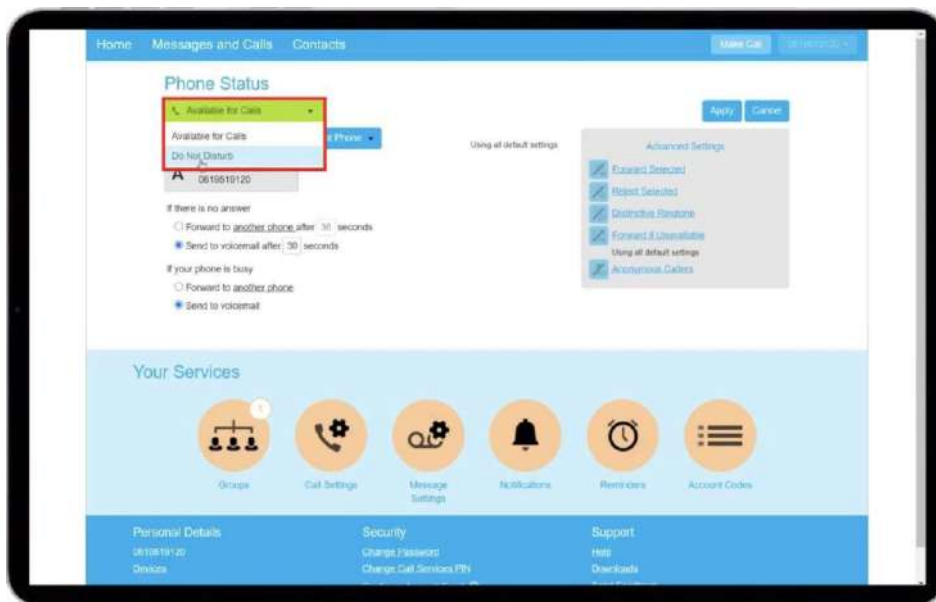 Home Messages and Calls Contacts
Make Call
Phone Status
Available for Calls
Apply Cancel
Available for Calls
Phone
Using all default settings
Do Not Disturb
0819519120
Advanced Settings
Forward Selected
Reject Selected
Distinctive Ringtone
Forward If Unavailable
Using all default settings
Anonymous Callers
If there is no answer
Forward to another phone after 36 seconds
Send to voicemail after 30 seconds
If your phone is busy
Forward to another phone
Send to voicemail
Your Services
1
Groups
Call Settings
Message
Settings
Notifications
Reminders
Account Codes
Personal Details
Devices
Security
Change Password
Change Call Services PIN
Support
Help
Downloads
Send Feedback